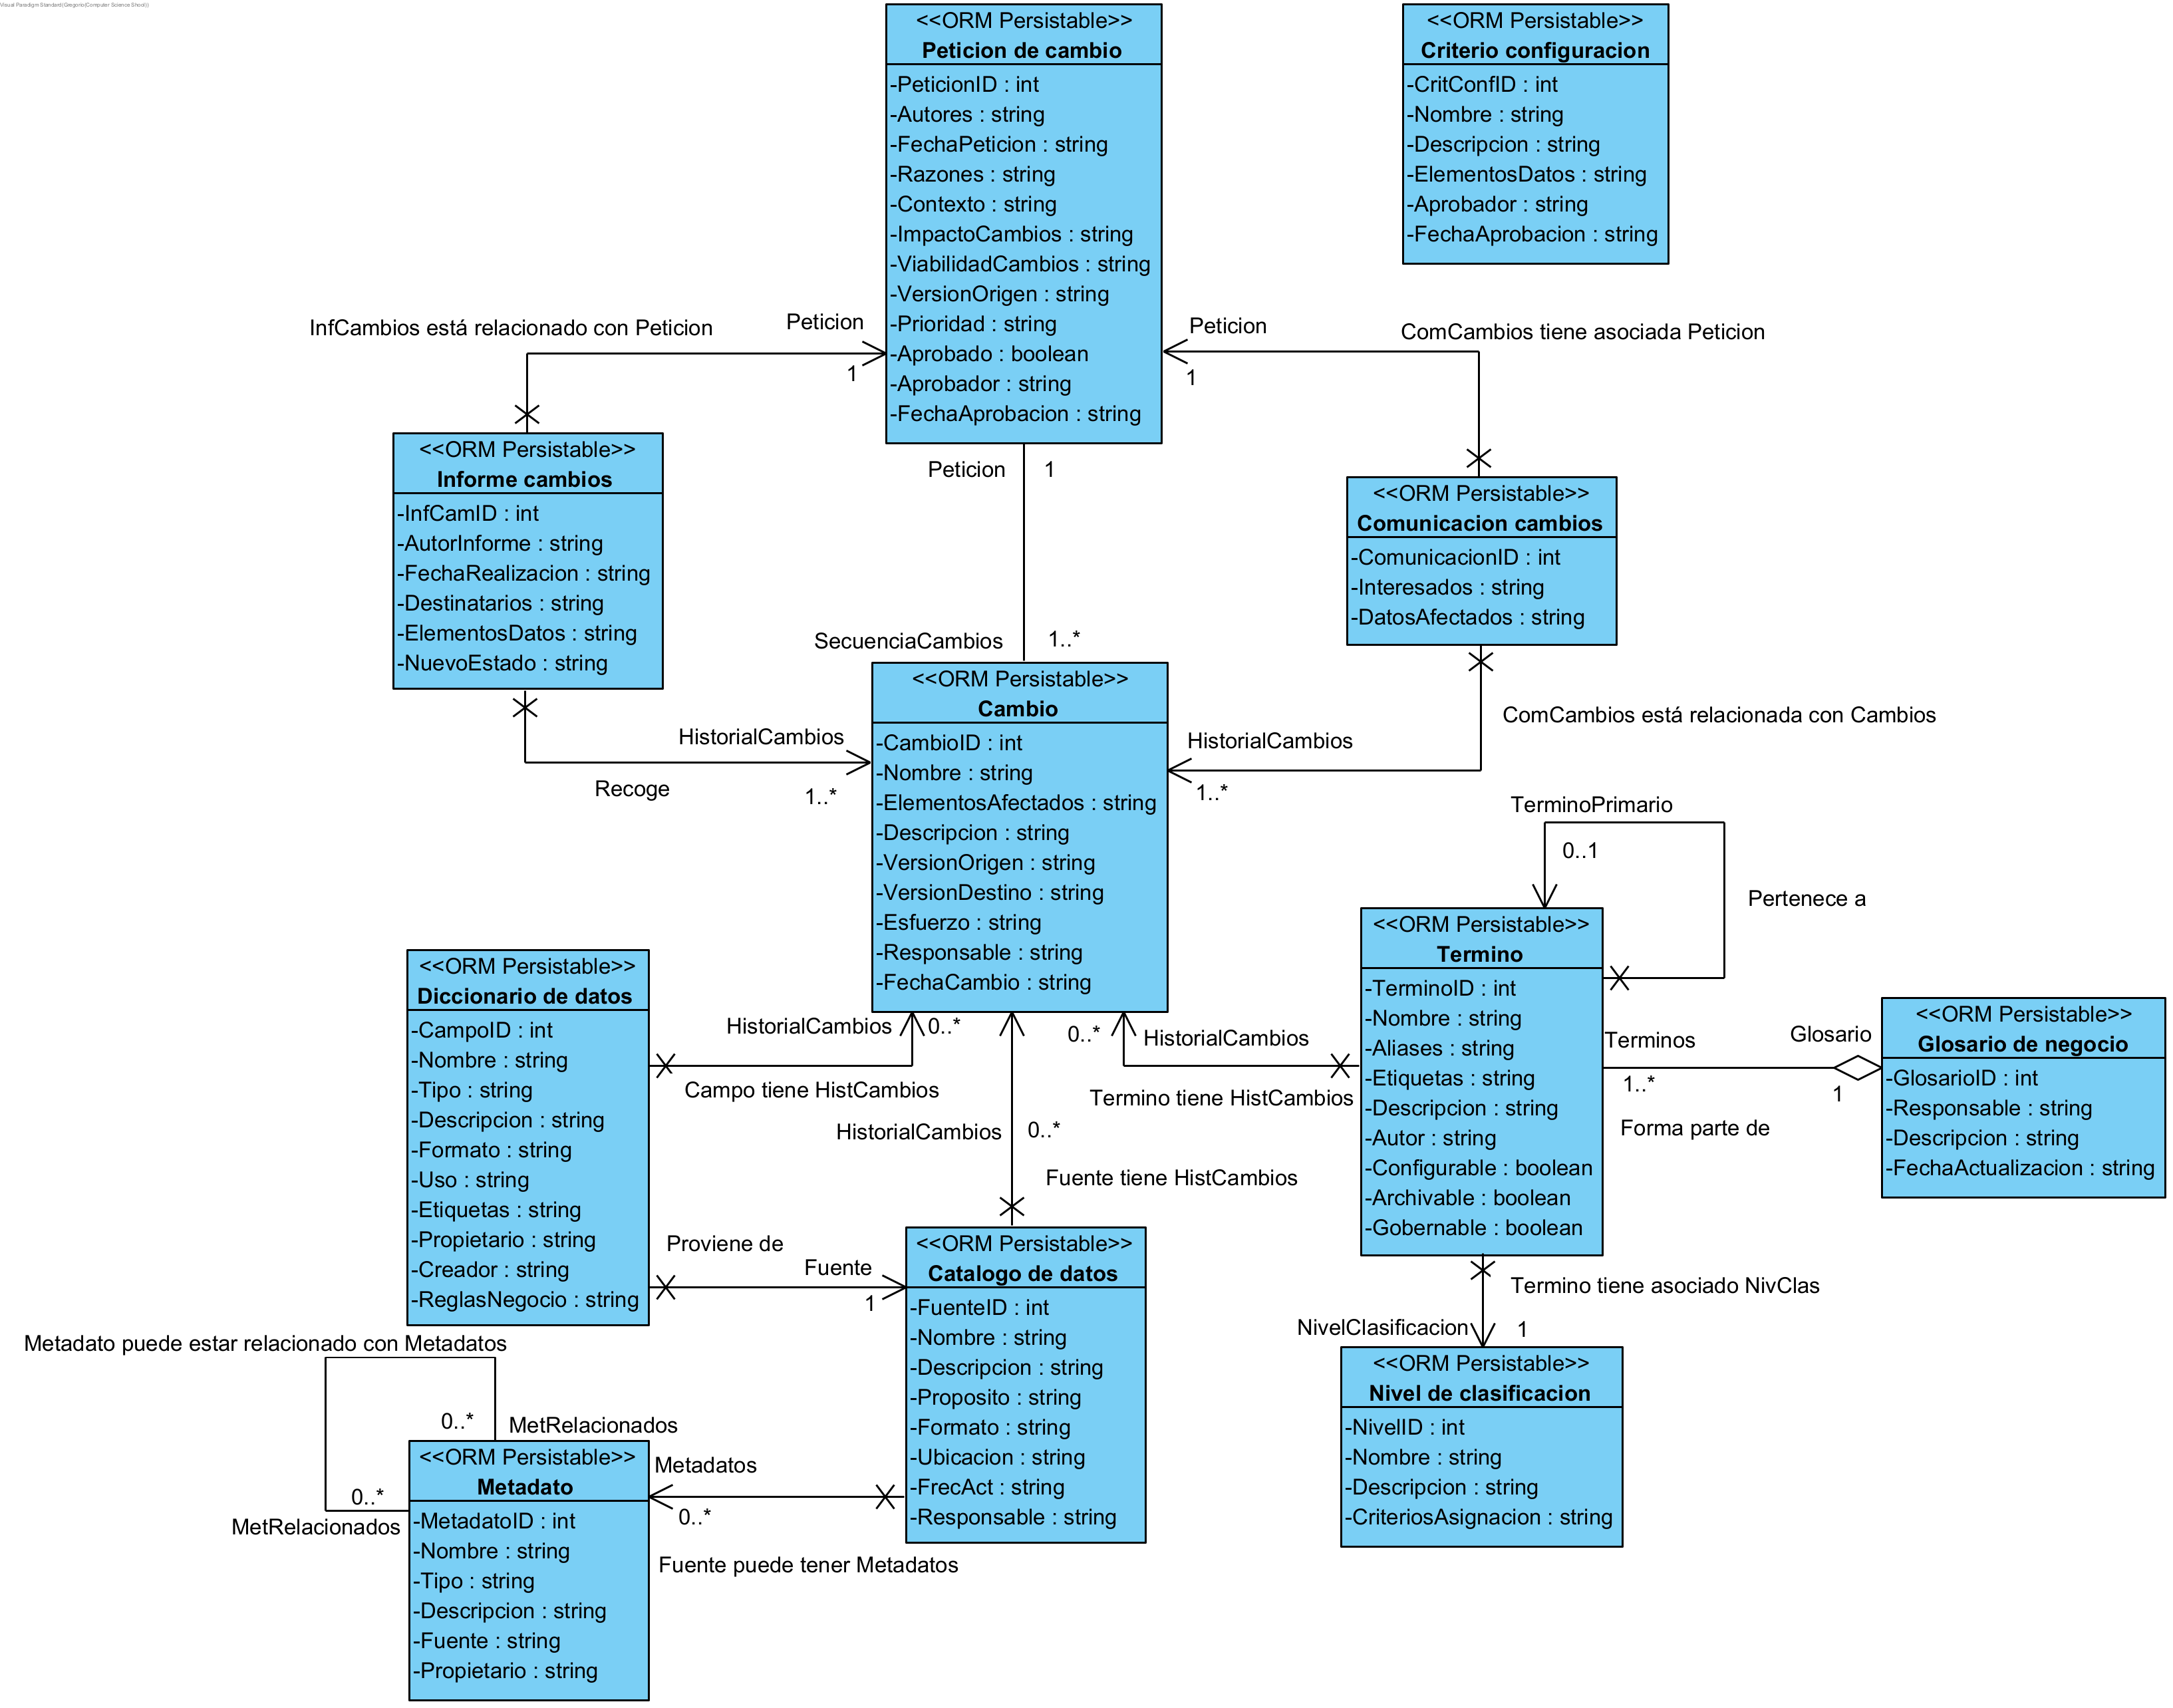 Visual Paradigm Standard(Gregorio(Computer Science Shool))
<<ORM Persistable>>
Peticion de cambio
-PeticionID : int
-Autores : string
-FechaPeticion : string
-Razones : string
-Contexto : string
-ImpactoCambios : string
-ViabilidadCambios : string
-VersionOrigen : string
-Prioridad : string
-Aprobado : boolean
-Aprobador : string
-FechaAprobacion : string
<<ORM Persistable>>
Criterio configuracion
-CritConfID : int
-Nombre : string
-Descripcion : string
-ElementosDatos : string
-Aprobador : string
-FechaAprobacion : string
InfCambios está relacionado con Peticion
Peticion
1
Peticion
1
ComCambios tiene asociada Peticion
<<ORM Persistable>>
Informe cambios
-InfCamID : int
-AutorInforme : string
-FechaRealizacion : string
-Destinatarios : string
-ElementosDatos : string
-NuevoEstado : string
Peticion
1
SecuenciaCambios
1..*
<<ORM Persistable>>
Comunicacion cambios
-ComunicacionID : int
-Interesados : string
-DatosAfectados : string
HistorialCambios
Recoge
1..*
<<ORM Persistable>>
Cambio
-CambioID : int
-Nombre : string
-ElementosAfectados : string
-Descripcion : string
-VersionOrigen : string
-VersionDestino : string
-Esfuerzo : string
-Responsable : string
-FechaCambio : string
ComCambios está relacionada con Cambios
HistorialCambios
1..*
TerminoPrimario
0..1
Pertenece a
<<ORM Persistable>>
Termino
-TerminoID : int
-Nombre : string
-Aliases : string
-Etiquetas : string
-Descripcion : string
-Autor : string
-Configurable : boolean
-Archivable : boolean
-Gobernable : boolean
<<ORM Persistable>>
Diccionario de datos
-CampoID : int
-Nombre : string
-Tipo : string
-Descripcion : string
-Formato : string
-Uso : string
-Etiquetas : string
-Propietario : string
-Creador : string
-ReglasNegocio : string
HistorialCambios
0..*
Campo tiene HistCambios
0..*
HistorialCambios
Termino tiene HistCambios
HistorialCambios
0..*
Fuente tiene HistCambios
Terminos
1..*
Glosario
1
Forma parte de
<<ORM Persistable>>
Glosario de negocio
-GlosarioID : int
-Responsable : string
-Descripcion : string
-FechaActualizacion : string
Proviene de
Fuente
1
<<ORM Persistable>>
Catalogo de datos
-FuenteID : int
-Nombre : string
-Descripcion : string
-Proposito : string
-Formato : string
-Ubicacion : string
-FrecAct : string
-Responsable : string
Termino tiene asociado NivClas
NivelClasificacion
1
<<ORM Persistable>>
Nivel de clasificacion
-NivelID : int
-Nombre : string
-Descripcion : string
-CriteriosAsignacion : string
Metadato puede estar relacionado con Metadatos
0..*
MetRelacionados
0..*
MetRelacionados
<<ORM Persistable>>
Metadato
-MetadatoID : int
-Nombre : string
-Tipo : string
-Descripcion : string
-Fuente : string
-Propietario : string
Metadatos
0..*
Fuente puede tener Metadatos